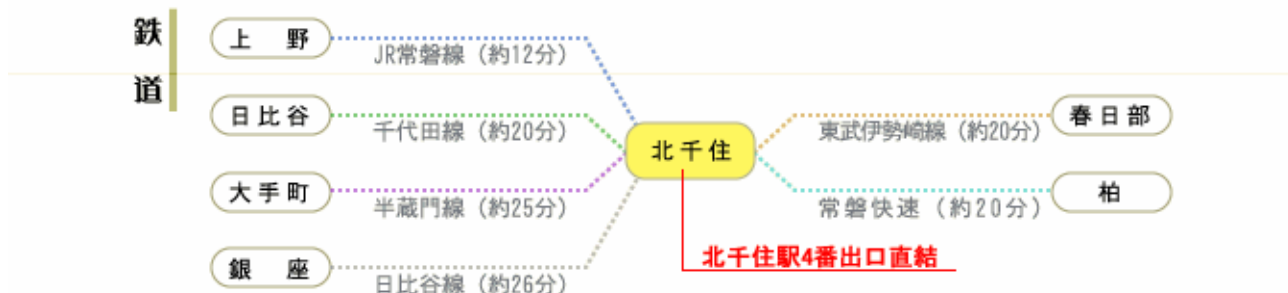 鉄道
上野
JR常磐線（約12分）
日比谷
千代田線（約20分）
大手町
半蔵門線（約25分）
銀座
日比谷線（約26分）
北千住
東武伊勢崎線（約20分）
春日部
常磐快速（約20分）
柏
北千住駅4番出口直結